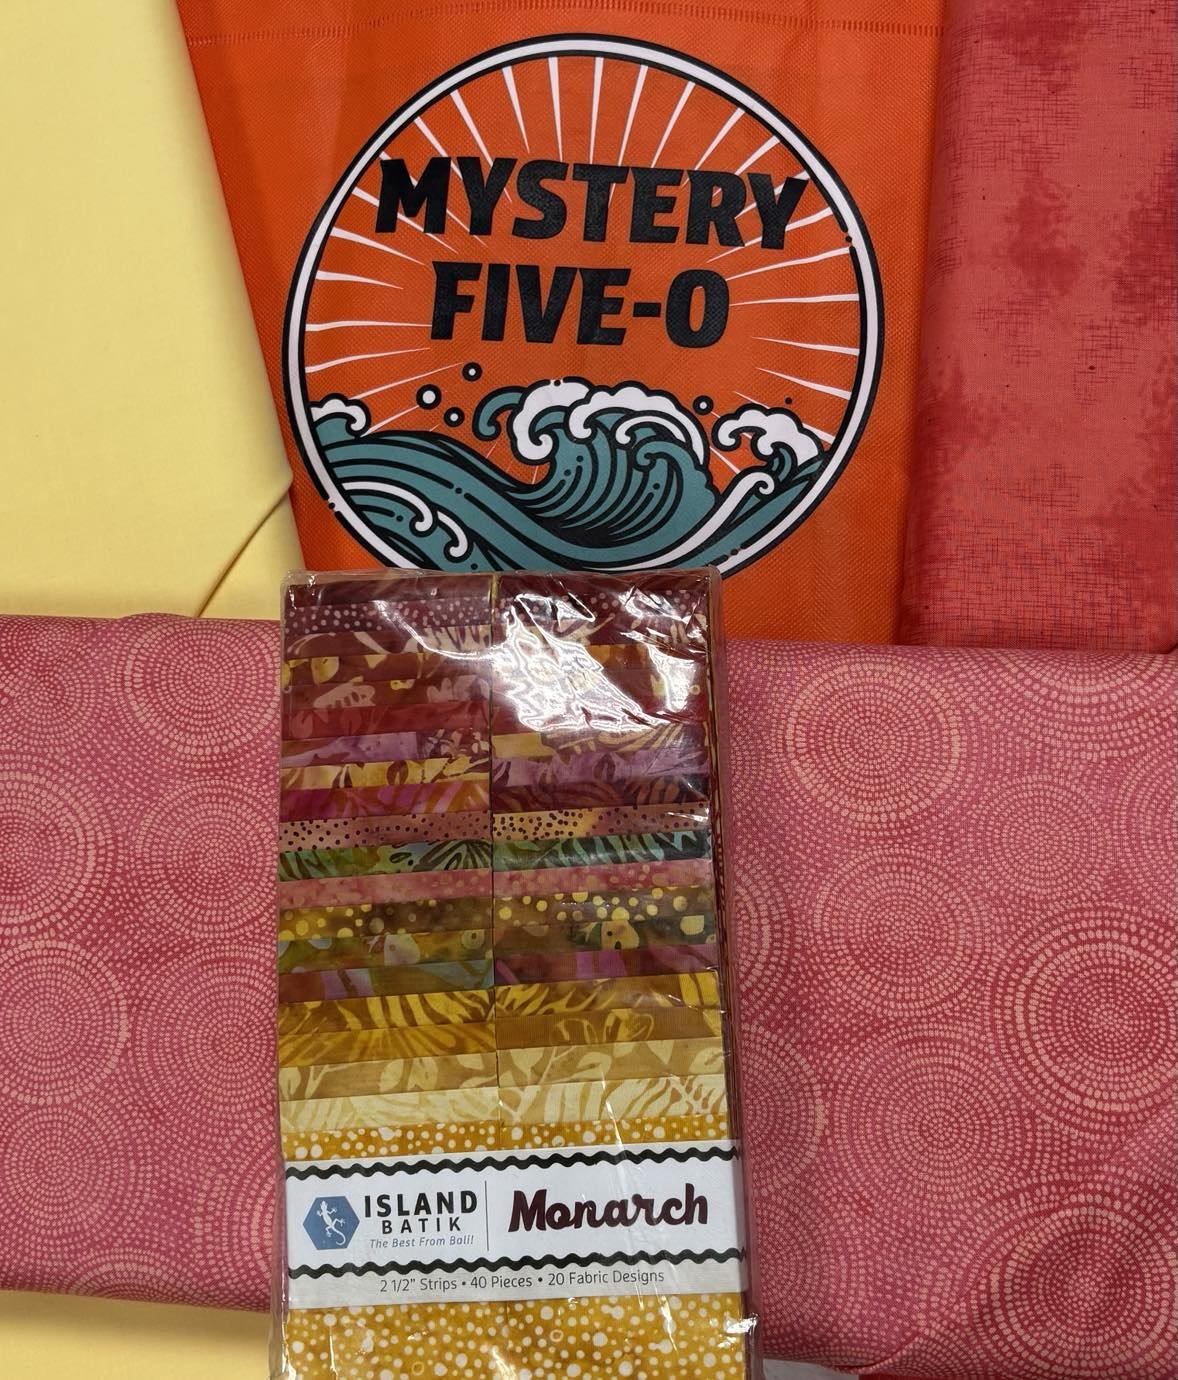 MYSTERY
FIVE-O
ISLAND
BATIK
The Best From Bali!
Monarch
2 1/2" Strips • 40 Pieces • 20 Fabric Designs